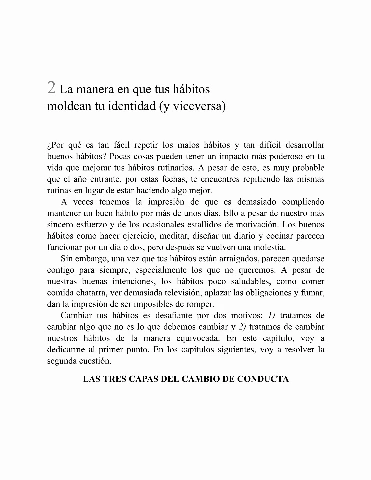 2 La manera en que tus hábitos
moldean tu identidad (y viceversa)
¿Por qué es tan fácil repetir los malos hábitos y tan difícil desarrollar
buenos hábitos? Pocas cosas pueden tener un impacto más poderoso en tu
vida que mejorar tus hábitos rutinarios. A pesar de esto, es muy probable
que el año entrante, por estas fechas, te encuentres repitiendo las mismas
rutinas en lugar de estar haciendo algo mejor.
A veces tenemos la impresión de que es demasiado complicado
mantener un buen hábito por más de unos días. Ello a pesar de nuestro más
sincero esfuerzo y de los ocasionales estallidos de motivación. Los buenos
hábitos como hacer ejercicio, meditar, diseñar un diario y cocinar parecen
funcionar por un día o dos, pero después se vuelven una molestia.
Sin embargo, una vez que tus hábitos están arraigados, parecen quedarse
contigo para siempre, especialmente los que no queremos. A pesar de
nuestras buenas intenciones, los hábitos poco saludables, como comer
comida chatarra, ver demasiada televisión, aplazar las obligaciones y fumar,
dan la impresión de ser imposibles de romper.
Cambiar tus hábitos es desafiente por dos motivos: 1) tratamos de
cambiar algo que no es lo que debemos cambiar y 2) tratamos de cambiar
nuestros hábitos de la manera equivocada. En este capítulo, voy a
dedicarme al primer punto. En los capítulos siguientes, voy a resolver la
segunda cuestión.
LAS TRES CAPAS DEL CAMBIO DE CONDUCTA